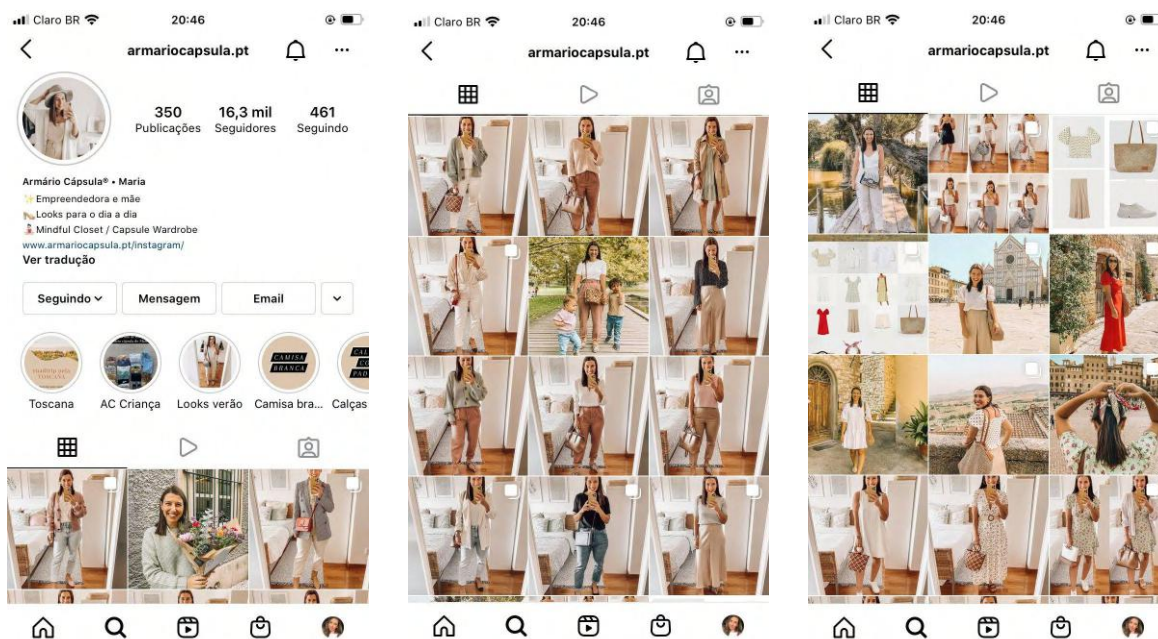 Claro BR 20:46
armariocapsula.pt
350 16,3 mil 461
Publicações Seguidores Seguindo
Armário Cápsula® • Maria
Empreendedora e mãe
Looks para o dia a dia
Mindful Closet / Capsule Wardrobe
www.armariocapsula.pt/instagram/
Ver tradução
Seguindo Mensagem Email
TOSCANA
CAMISA
BRANCA
Toscana AC Criança Looks verão Camisa bra... Calças
Claro BR 20:46
armariocapsula.pt
Claro BR 20:46
armariocapsula.pt